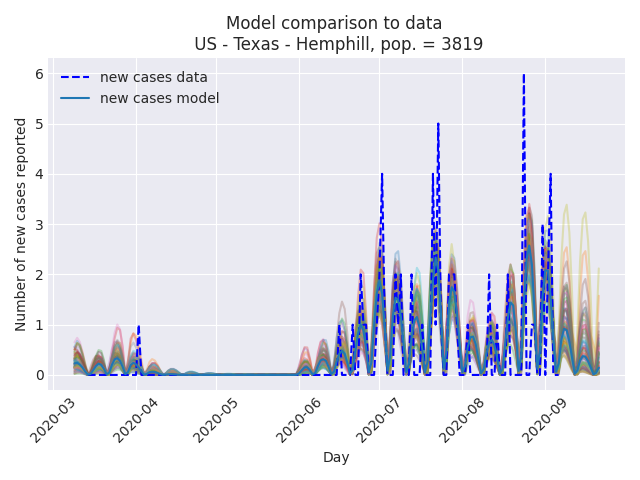 Model comparison to data
US - Texas - Hemphill, pop. = 3819
new cases data
new cases model
Number of new cases reported
6
5
4
3
2
1
0
2020-03
2020-04
2020-05
2020-06
2020-07
2020-08
2020-09
Day